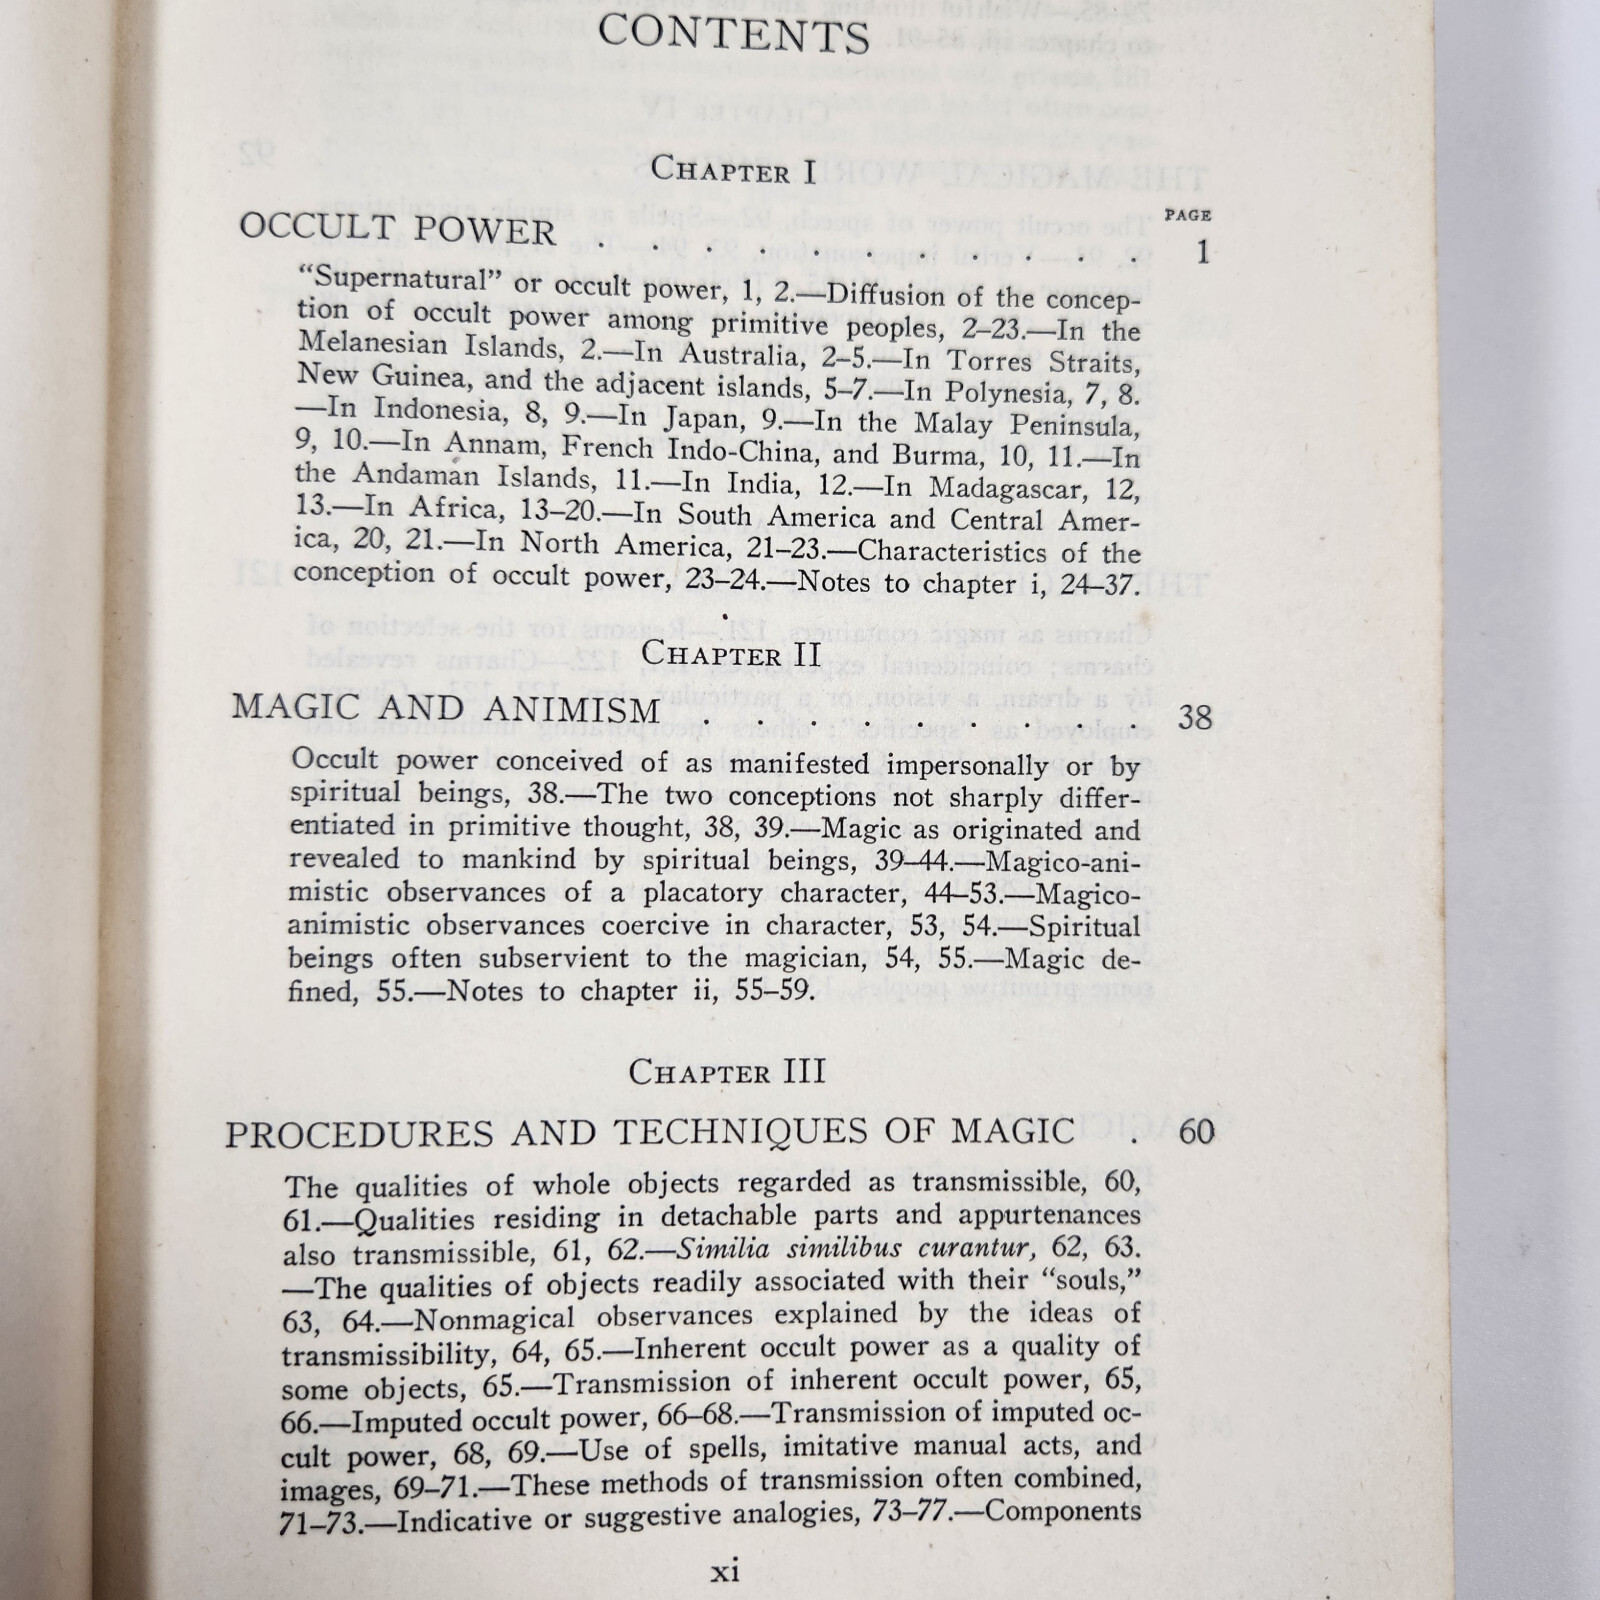 CONTENTS
CHAPTER I
PAGE
OCCULT POWER . . . . . . . . . . . 1
“Supernatural” or occult power, 1, 2.—Diffusion of the concep-
tion of occult power among primitive peoples, 2–23.—In the
Melanesian Islands, 2.—In Australia, 2–5.—In Torres Straits,
New Guinea, and the adjacent islands, 5–7.—In Polynesia, 7, 8.
—In Indonesia, 8, 9.—In Japan, 9.—In the Malay Peninsula,
9, 10.—In Annam, French Indo-China, and Burma, 10, 11.—In
the Andaman Islands, 11.—In India, 12.—In Madagascar, 12,
13.—In Africa, 13–20.—In South America and Central Amer-
ica, 20, 21.—In North America, 21–23.—Characteristics of the
conception of occult power, 23–24.—Notes to chapter i, 24–37.
CHAPTER II
MAGIC AND ANIMISM . . . . . . . . . 38
Occult power conceived of as manifested impersonally or by
spiritual beings, 38.—The two conceptions not sharply differ-
entiated in primitive thought, 38, 39.—Magic as originated and
revealed to mankind by spiritual beings, 39–44.—Magico-ani-
mistic observances of a placatory character, 44–53.—Magico-
animistic observances coercive in character, 53, 54.—Spiritual
beings often subservient to the magician, 54, 55.—Magic de-
fined, 55.—Notes to chapter ii, 55–59.
CHAPTER III
PROCEDURES AND TECHNIQUES OF MAGIC . 60
The qualities of whole objects regarded as transmissible, 60,
61.—Qualities residing in detachable parts and appurtenances
also transmissible, 61, 62.—Similia similibus curantur, 62, 63.
—The qualities of objects readily associated with their “souls,”
63, 64.—Nonmagical observances explained by the ideas of
transmissibility, 64, 65.—Inherent occult power as a quality of
some objects, 65.—Transmission of inherent occult power, 65,
66.—Imputed occult power, 66–68.—Transmission of imputed oc-
cult power, 68, 69.—Use of spells, imitative manual acts, and
images, 69–71.—These methods of transmission often combined,
71–73.—Indicative or suggestive analogies, 73–77.—Components
xi